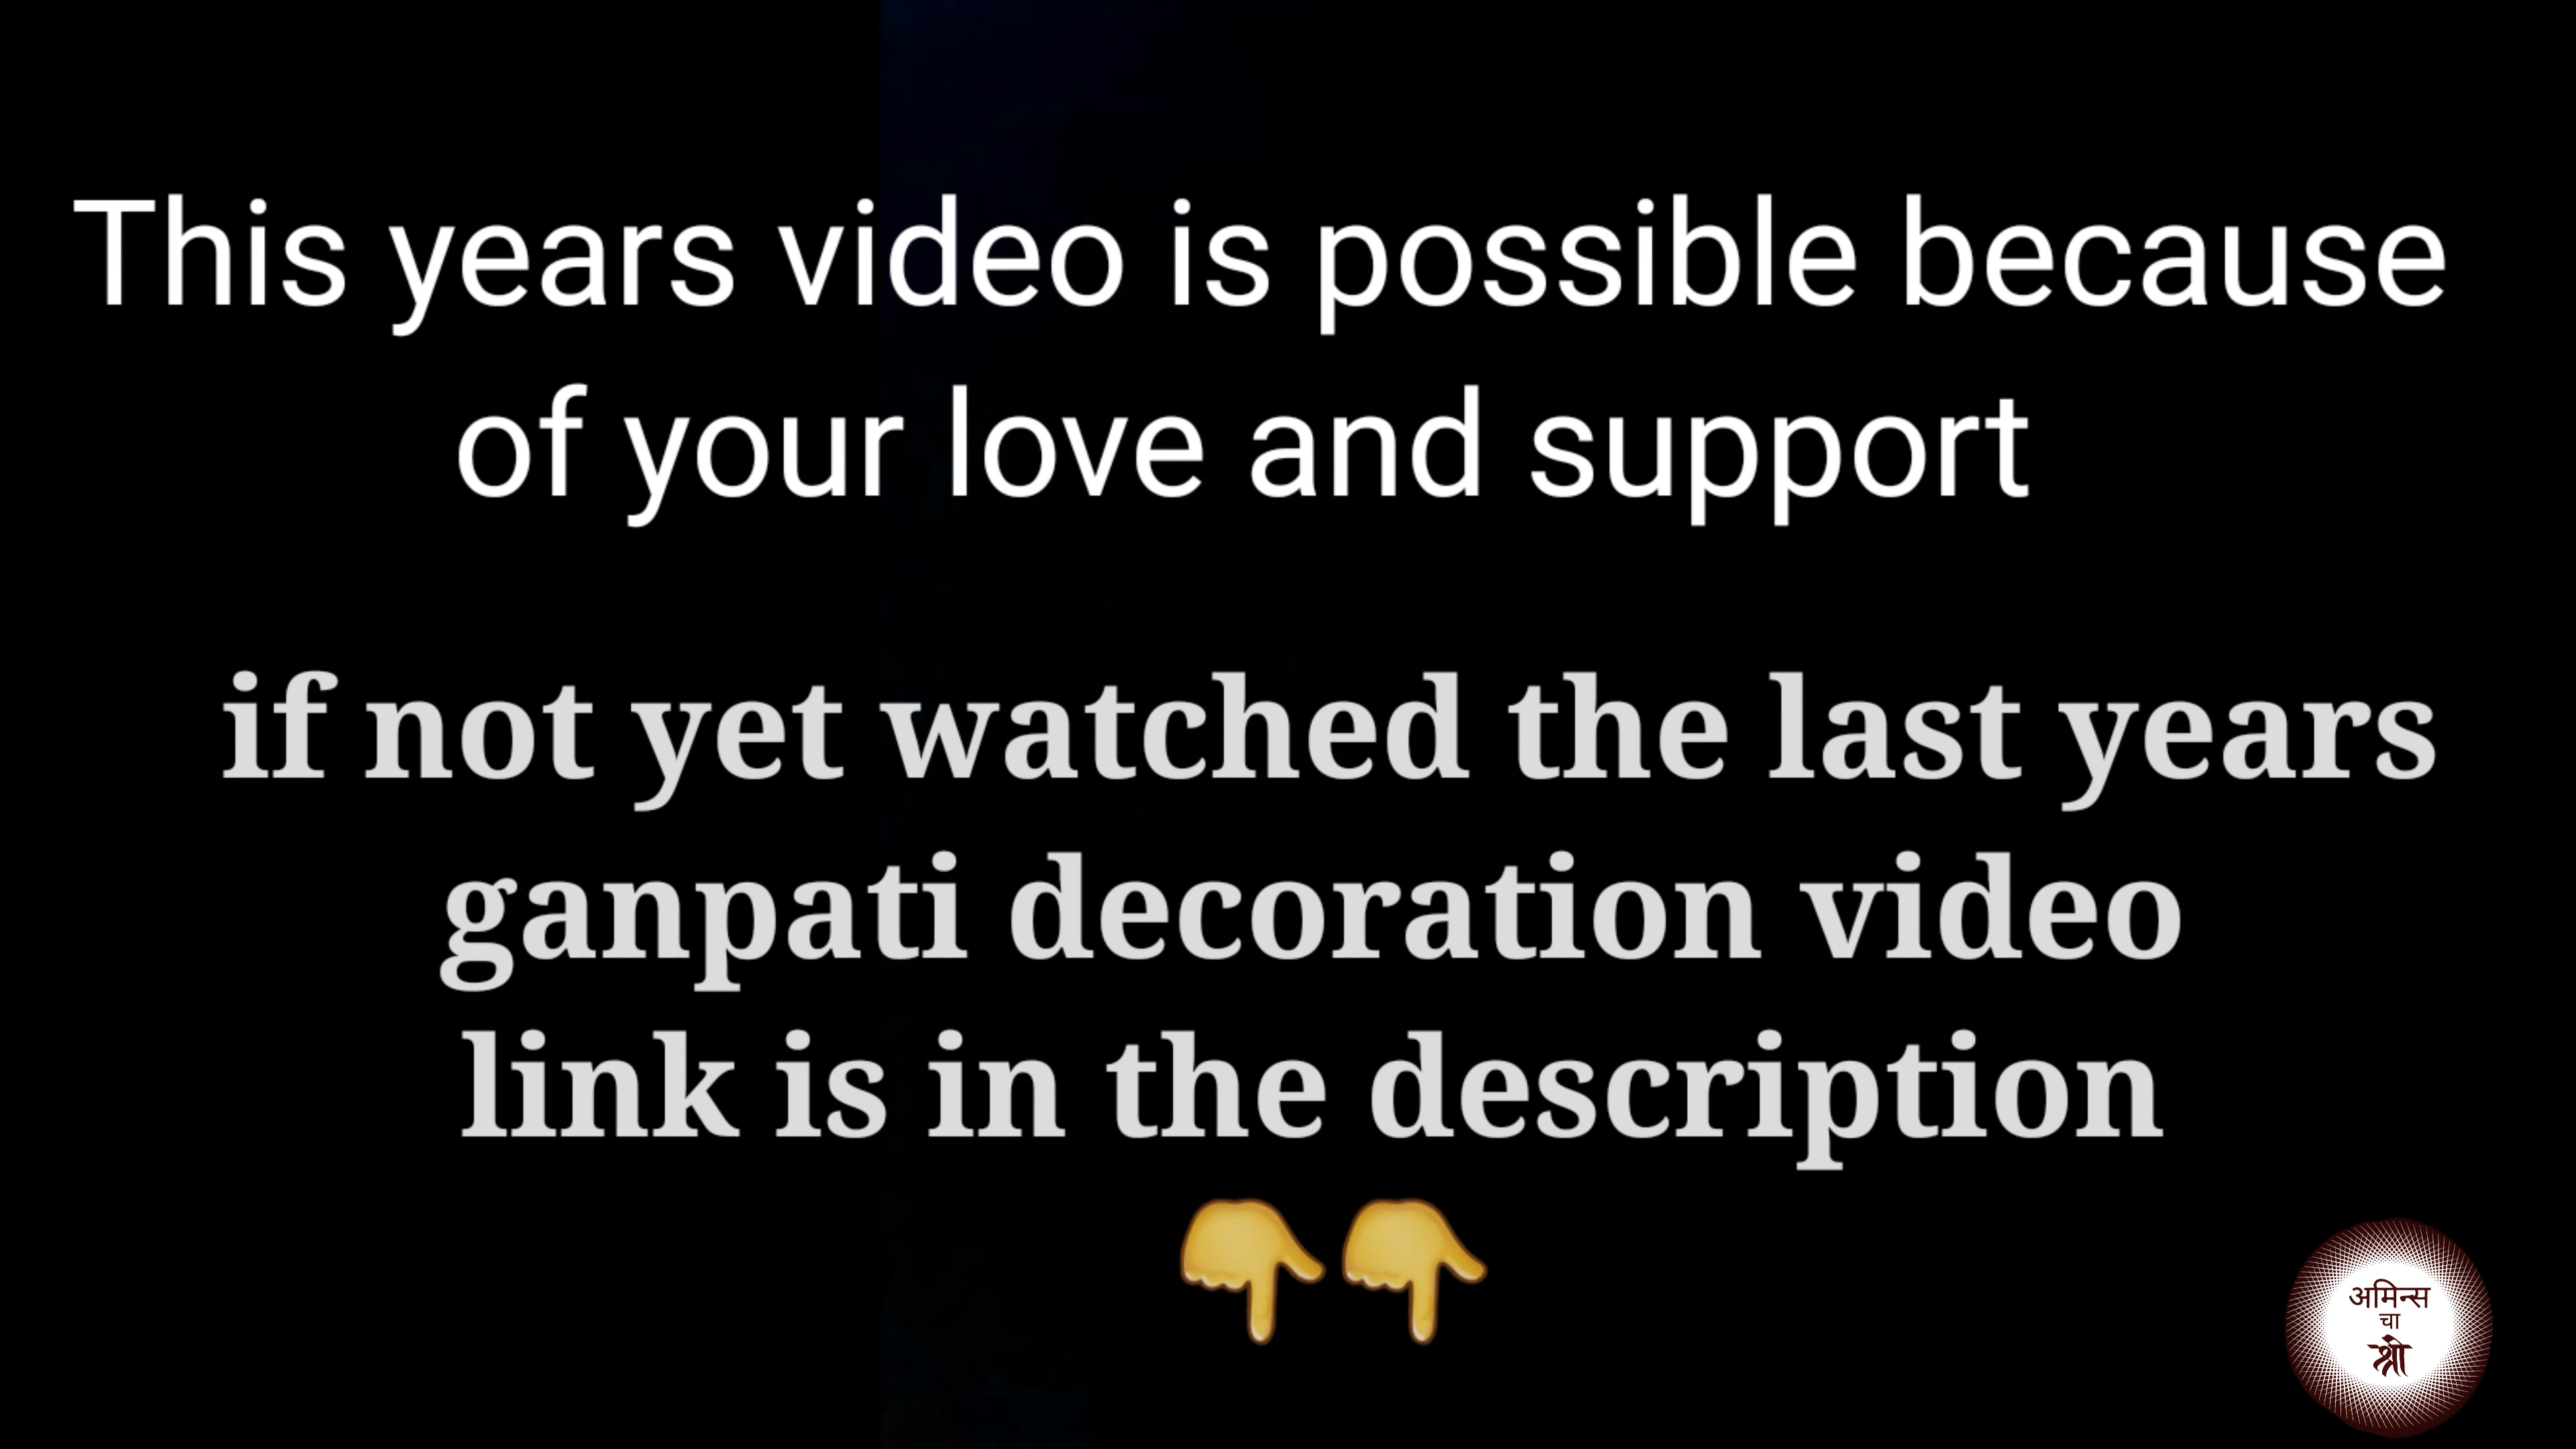 This years video is possible because
of your love and support
if not yet watched the last years
ganpati decoration video
link is in the description
👇👇
अमिन्स
चा
श्री